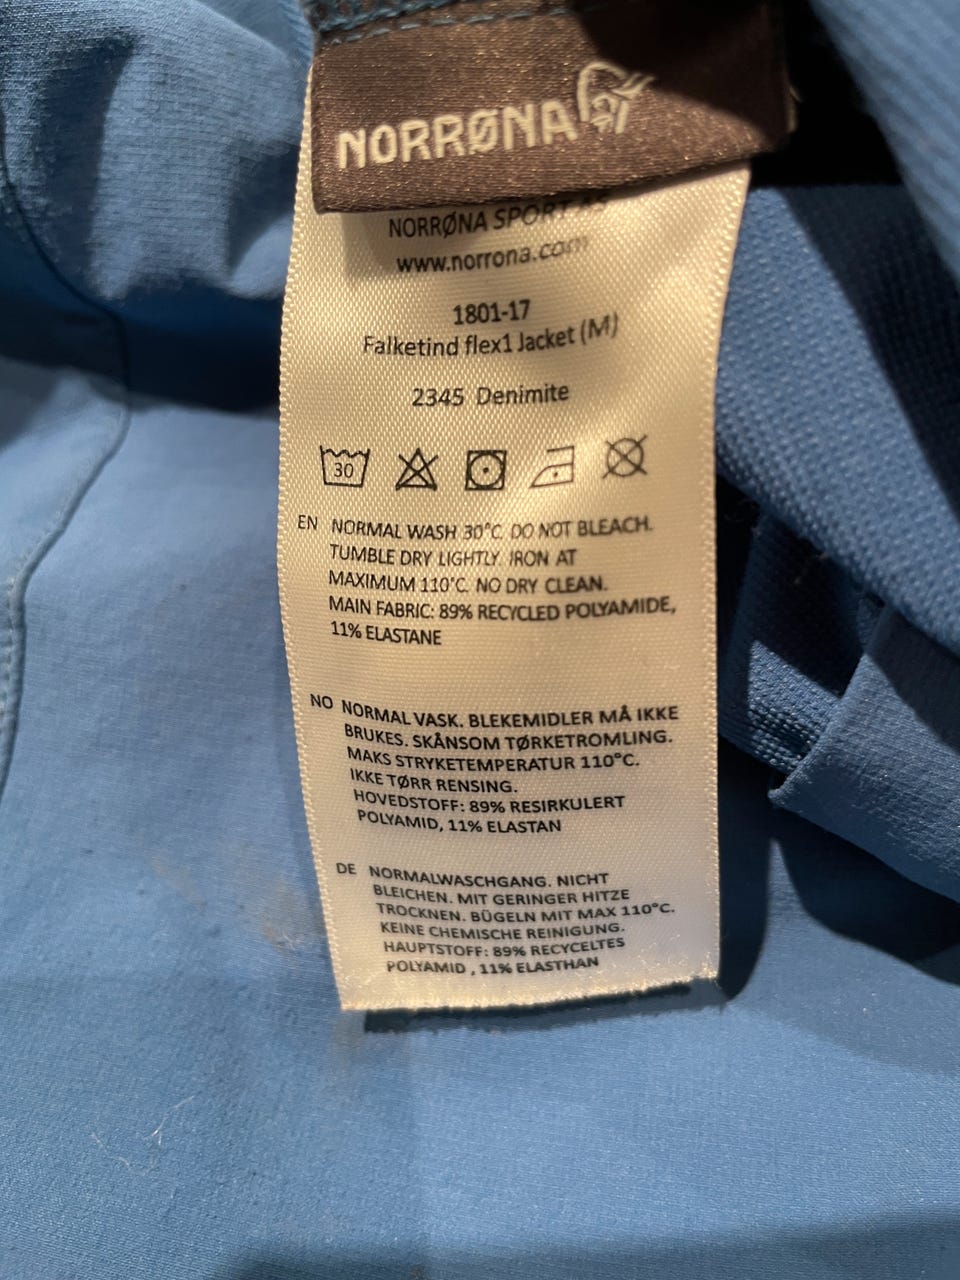 NORRØNA
NORRØNA SPORT AS
www.norrona.com
1801-17
Falketind flex1 Jacket (M)
2345 Denimite
30
EN NORMAL WASH 30°C. DO NOT BLEACH.
TUMBLE DRY LIGHTLY. IRON AT
MAXIMUM 110°C. NO DRY CLEAN.
MAIN FABRIC: 89% RECYCLED POLYAMIDE,
11% ELASTANE
NO NORMAL VASK. BLEKEMIDLER MÅ IKKE
BRUKES. SKÅNSOM TØRKETROMLING.
MAKS STRYKETEMPERATUR 110°C.
IKKE TØRR RENSING.
HOVEDSTOFF: 89% RESIRKULERT
POLYAMID, 11% ELASTAN
DE NORMALWASCHGANG. NICHT
BLEICHEN. MIT GERINGER HITZE
TROCKNEN. BÜGELN MIT MAX 110°C.
KEINE CHEMISCHE REINIGUNG.
HAUPTSTOFF: 89% RECYCELTES
POLYAMID , 11% ELASTHAN